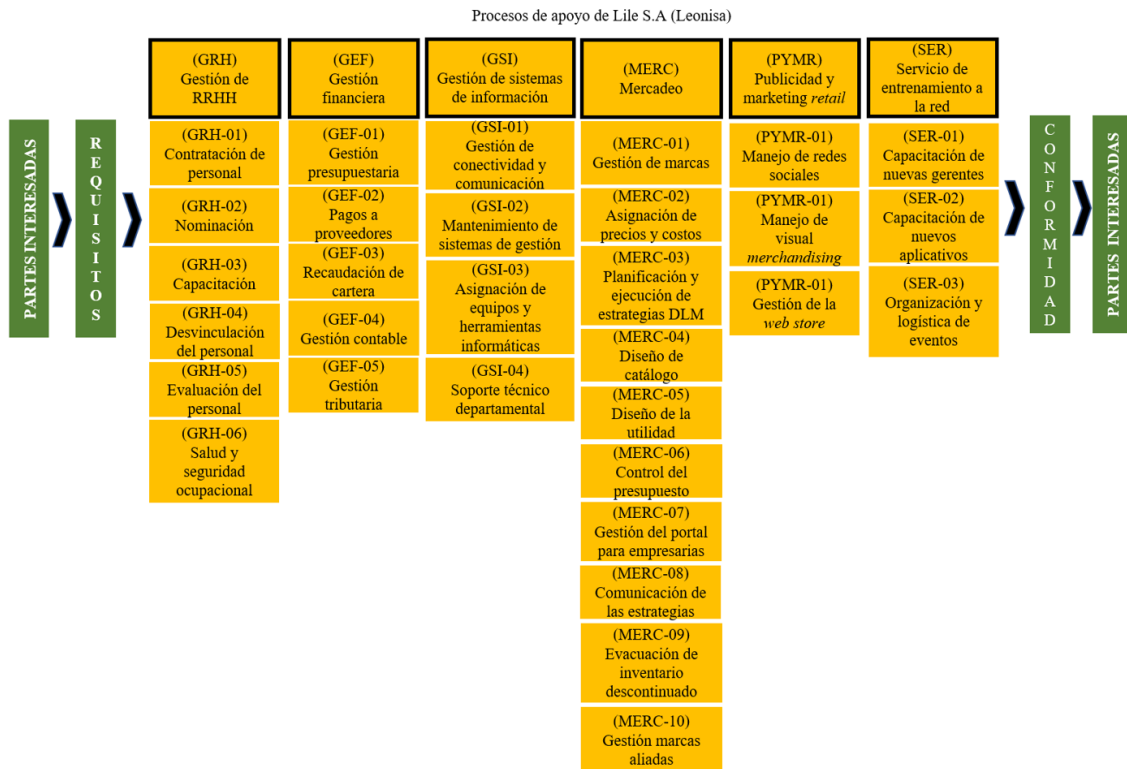 Procesos de apoyo de Lile S.A (Leonisa)
PARTES INTERESADAS
REQUISITOS
(GRH)
Gestión de
RRHH
(GRH-01)
Contratación de
personal
(GRH-02)
Nominación
(GRH-03)
Capacitación
(GRH-04)
Desvinculación
del personal
(GRH-05)
Evaluación del
personal
(GRH-06)
Salud y
seguridad
ocupacional
(GEF)
Gestión
financiera
(GEF-01)
Gestión
presupuestaria
(GEF-02)
Pagos a
proveedores
(GEF-03)
Recaudación de
cartera
(GEF-04)
Gestión contable
(GEF-05)
Gestión
tributaria
(GSI)
Gestión de sistemas
de información
(GSI-01)
Gestión de
conectividad y
comunicación
(GSI-02)
Mantenimiento de
sistemas de gestión
(GSI-03)
Asignación de
equipos y
herramientas
informáticas
(GSI-04)
Soporte técnico
departamental
(MERC)
Mercadeo
(MERC-01)
Gestión de marcas
(MERC-02)
Asignación de
precios y costos
(MERC-03)
Planificación y
ejecución de
estrategias DLM
(MERC-04)
Diseño de
catálogo
(MERC-05)
Diseño de la
utilidad
(MERC-06)
Control del
presupuesto
(MERC-07)
Gestión del portal
para empresarias
(MERC-08)
Comunicación de
las estrategias
(MERC-09)
Evacuación de
inventario
descontinuado
(MERC-10)
Gestión marcas
aliadas
(PYMR)
Publicidad y
marketing retail
(PYMR-01)
Manejo de redes
sociales
(PYMR-01)
Manejo de
visual
merchandising
(PYMR-01)
Gestión de la
web store
(SER)
Servicio de
entrenamiento a
la red
(SER-01)
Capacitación de
nuevas gerentes
(SER-02)
Capacitación de
nuevos
aplicativos
(SER-03)
Organización y
logística de
eventos
CONFORMIDAD
PARTES INTERESADAS